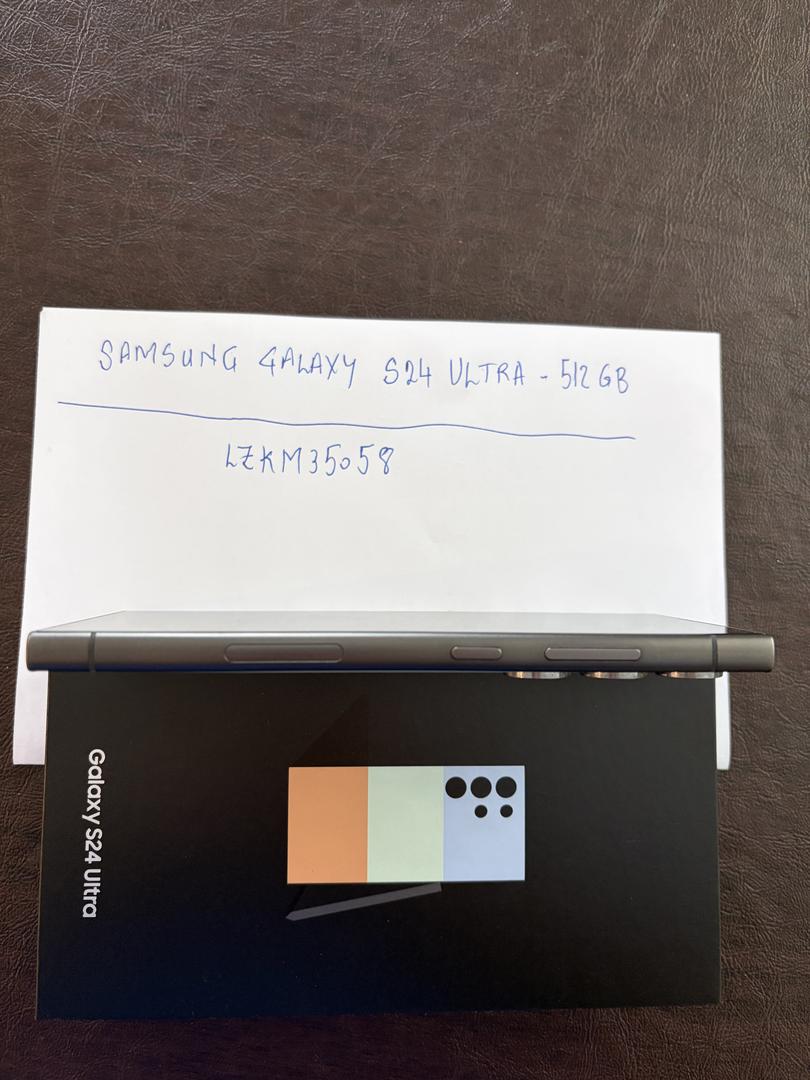 SAMSUNG GALAXY S24 ULTRA - 512 GB
LZKM35058
Galaxy S24 Ultra